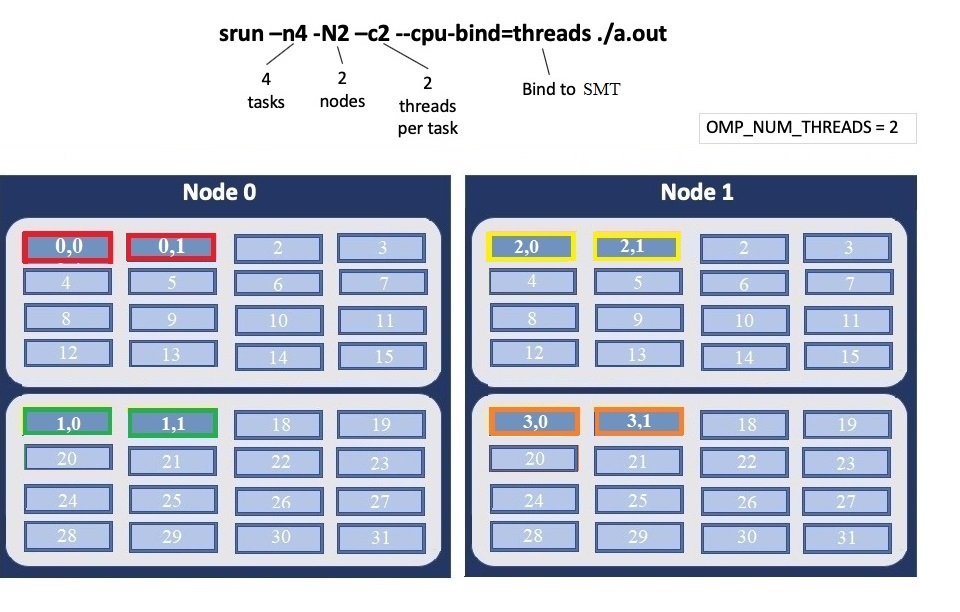 srun –n4 -N2 –c2 --cpu-bind=threads ./a.out
4 tasks
2 nodes
2 threads per task
Bind to SMT
OMP_NUM_THREADS = 2
Node 0
0,0 0,1 2 3
4 5 6 7
8 9 10 11
12 13 14 15
1,0 1,1 18 19
20 21 22 23
24 25 26 27
28 29 30 31
Node 1
2,0 2,1 2 3
4 5 6 7
8 9 10 11
12 13 14 15
3,0 3,1 18 19
20 21 22 23
24 25 26 27
28 29 30 31